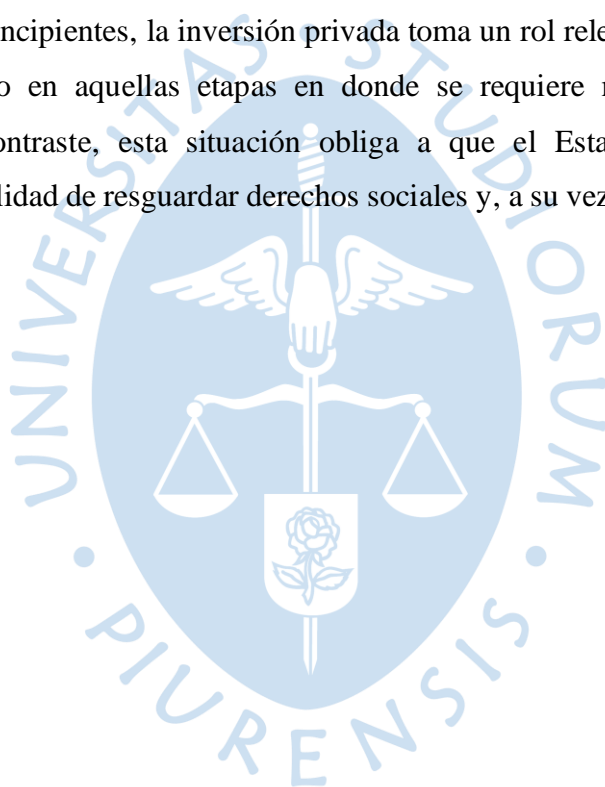 ncipientes, la inversión privada toma un rol rele
o en aquellas etapas en donde se requiere
ontraste, esta situación obliga a que el Esta
lidad de resguardar derechos sociales y, a su vez
UNIVERSITAS • STUDIORUM • PIURENSIS •